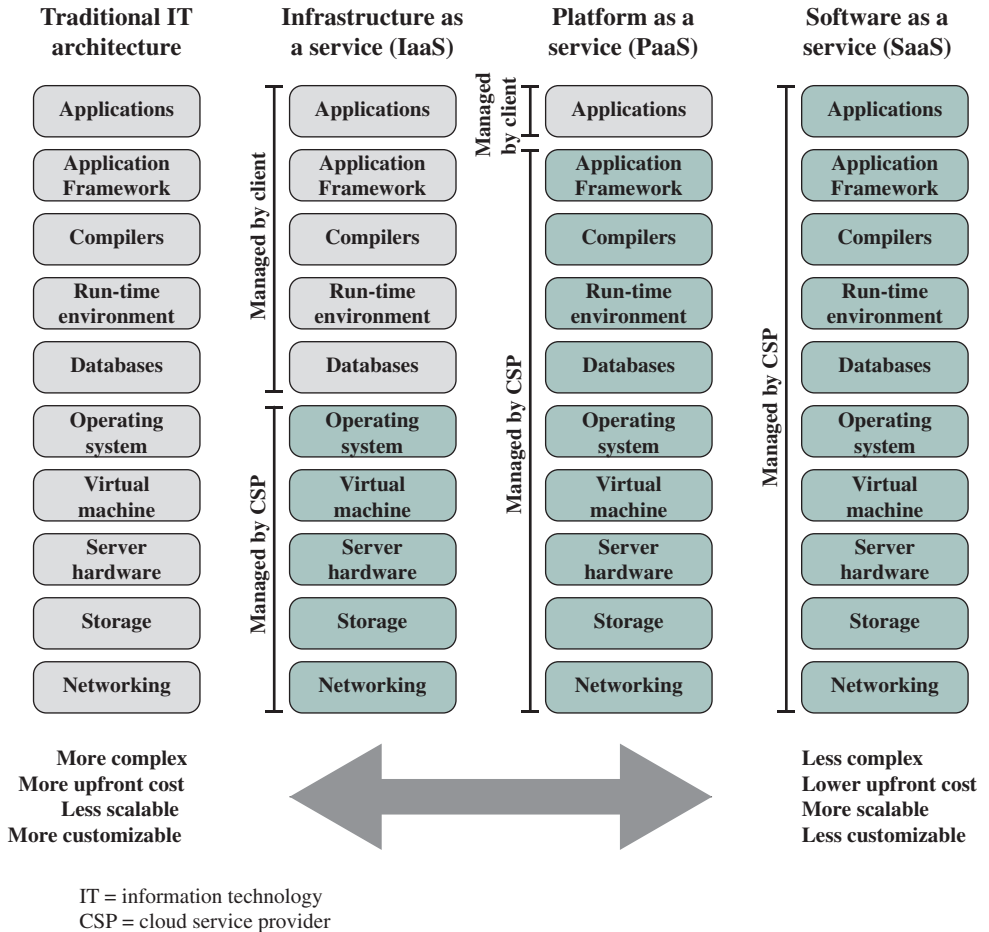 Traditional IT
architecture
Applications
Application
Framework
Compilers
Run-time
environment
Databases
Operating
system
Virtual
machine
Server
hardware
Storage
Networking
Infrastructure as
a service (IaaS)
Managed by client
Managed by CSP
Applications
Application
Framework
Compilers
Run-time
environment
Databases
Operating
system
Virtual
machine
Server
hardware
Storage
Networking
Platform as a
service (PaaS)
Managed
by client
Managed by CSP
Applications
Application
Framework
Compilers
Run-time
environment
Databases
Operating
system
Virtual
machine
Server
hardware
Storage
Networking
Software as a
service (SaaS)
Managed by CSP
Applications
Application
Framework
Compilers
Run-time
environment
Databases
Operating
system
Virtual
machine
Server
hardware
Storage
Networking
More complex
More upfront cost
Less scalable
More customizable
Less complex
Lower upfront cost
More scalable
Less customizable
IT = information technology
CSP = cloud service provider